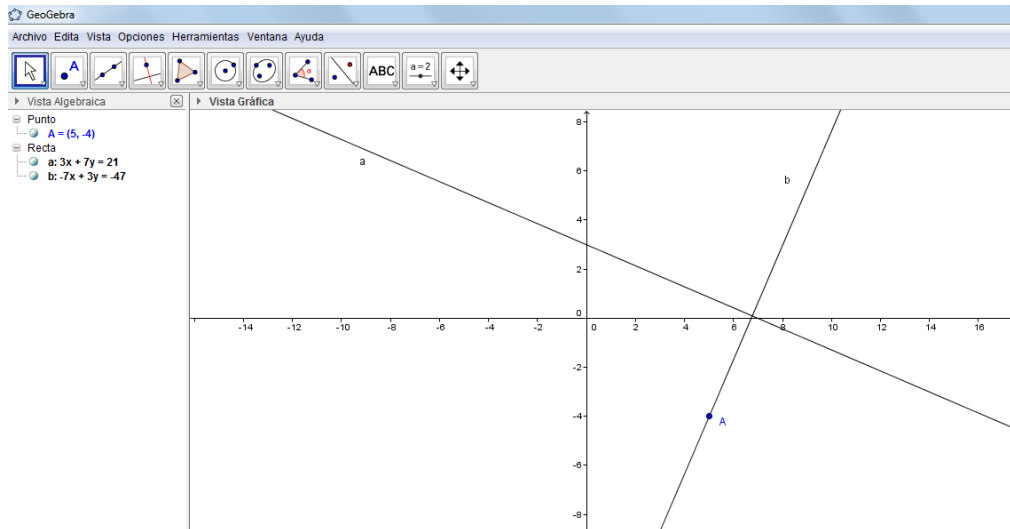 GeoGebra
Archivo Edita Vista Opciones Herramientas Ventana Ayuda
A ABC a = 2
Vista Algebraica
Vista Gráfica
Punto
A = (5, -4)
Recta
a: 3x + 7y = 21
b: -7x + 3y = -47
8
a
b
6
4
2
0
-14 -12 -10 -8 -6 -4 -2 0 2 4 6 8 10 12 14 16
-2
-4
A
-6
-8